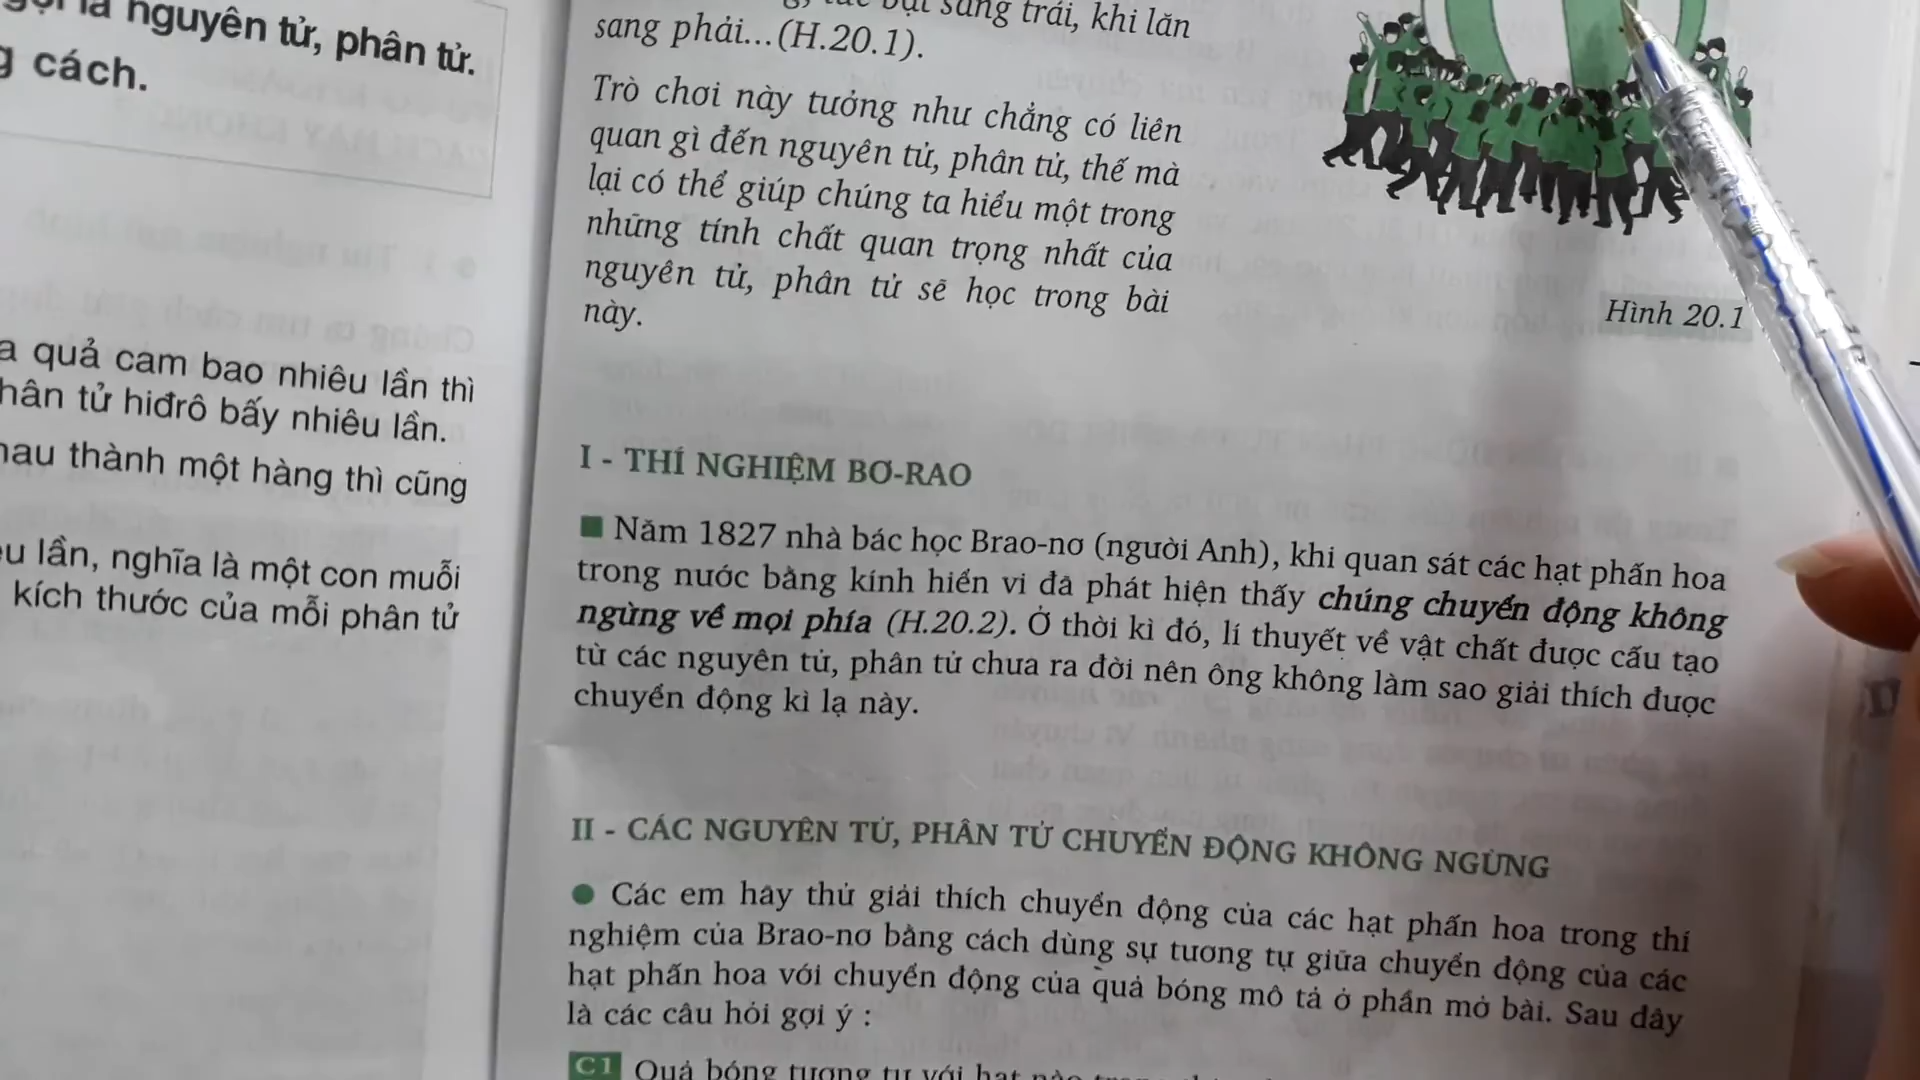 là nguyên tử, phân tử.
cách.
quả cam bao nhiêu lần thì
hiđrô bấy nhiêu lần.
thành một hàng thì cũng
lần, nghĩa là một con muỗi
kích thước của mỗi phân tử
sang trái, khi lăn
sang phải...(H.20.1).
Trò chơi này tưởng như chẳng có liên
quan gì đến nguyên tử, phân tử, thế mà
lại có thể giúp chúng ta hiểu một trong
những tính chất quan trọng nhất của
nguyên tử, phân tử sẽ học trong bài
này.
Hình 20.1
I - THÍ NGHIỆM BƠ-RAO
Năm 1827 nhà bác học Brao-nơ (người Anh), khi quan sát các hạt phấn hoa
trong nước bằng kính hiển vi đã phát hiện thấy chúng chuyển động không
ngừng về mọi phía (H.20.2). Ở thời kì đó, lí thuyết về vật chất được cấu tạo
từ các nguyên tử, phân tử chưa ra đời nên ông không làm sao giải thích được
chuyển động kì lạ này.
II - CÁC NGUYÊN TỬ, PHÂN TỬ CHUYỂN ĐỘNG KHÔNG NGỪNG
● Các em hãy thử giải thích chuyển động của các hạt phấn hoa trong thí
nghiệm của Brao-nơ bằng cách dùng sự tương tự giữa chuyển động của các
hạt phấn hoa với chuyển động của quả bóng mô tả ở phần mở bài. Sau đây
là các câu hỏi gợi ý :
C1 Quả bóng tương tự với hạt nào